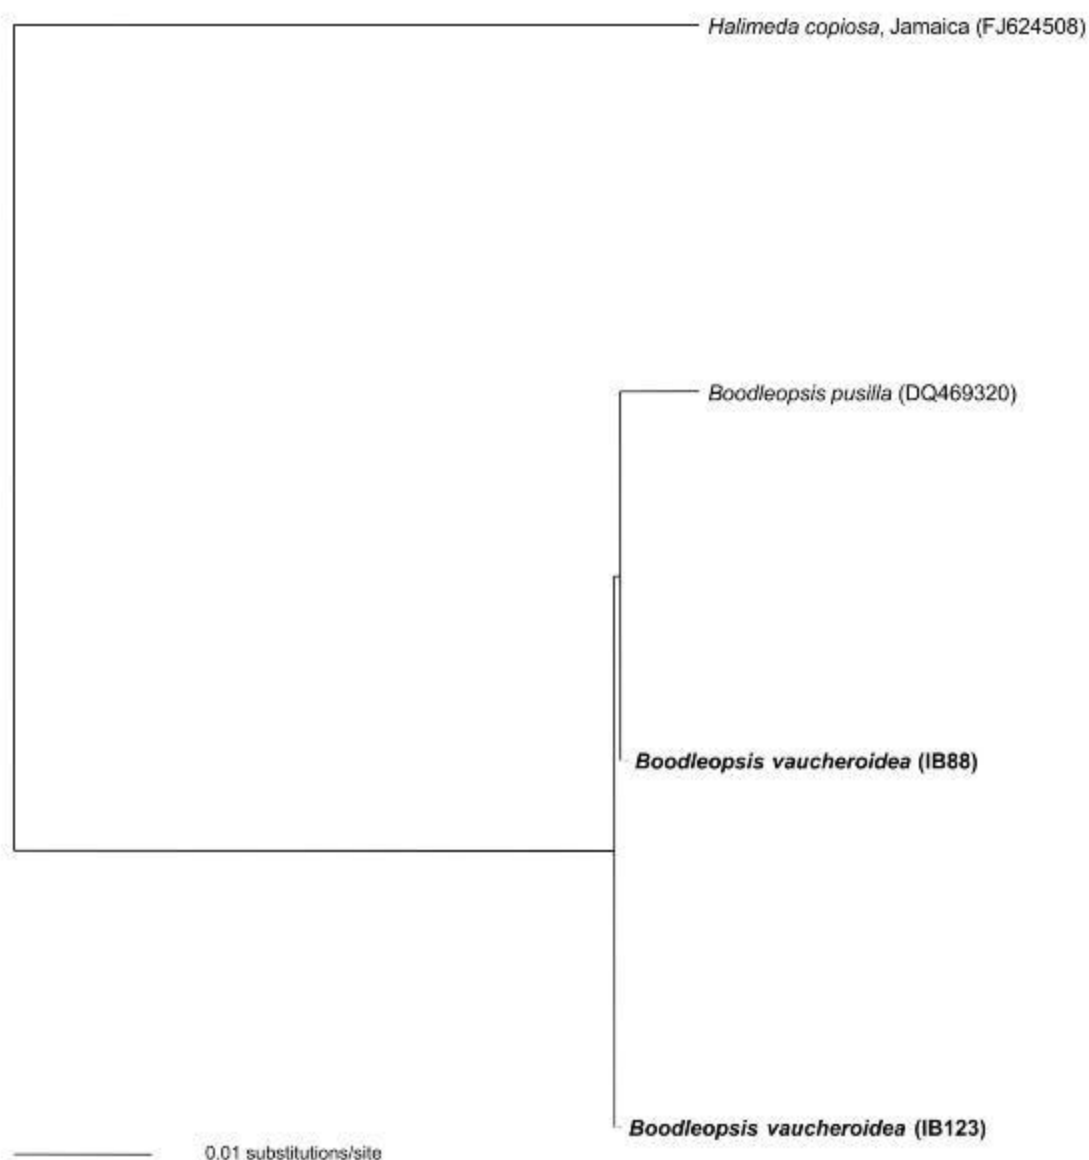 Halimeda copiosa, Jamaica (FJ624508)
Boodleopsis pusilla (DQ469320)
Boodleopsis vaucheroidea (IB88)
Boodleopsis vaucheroidea (IB123)
0.01 substitutions/site